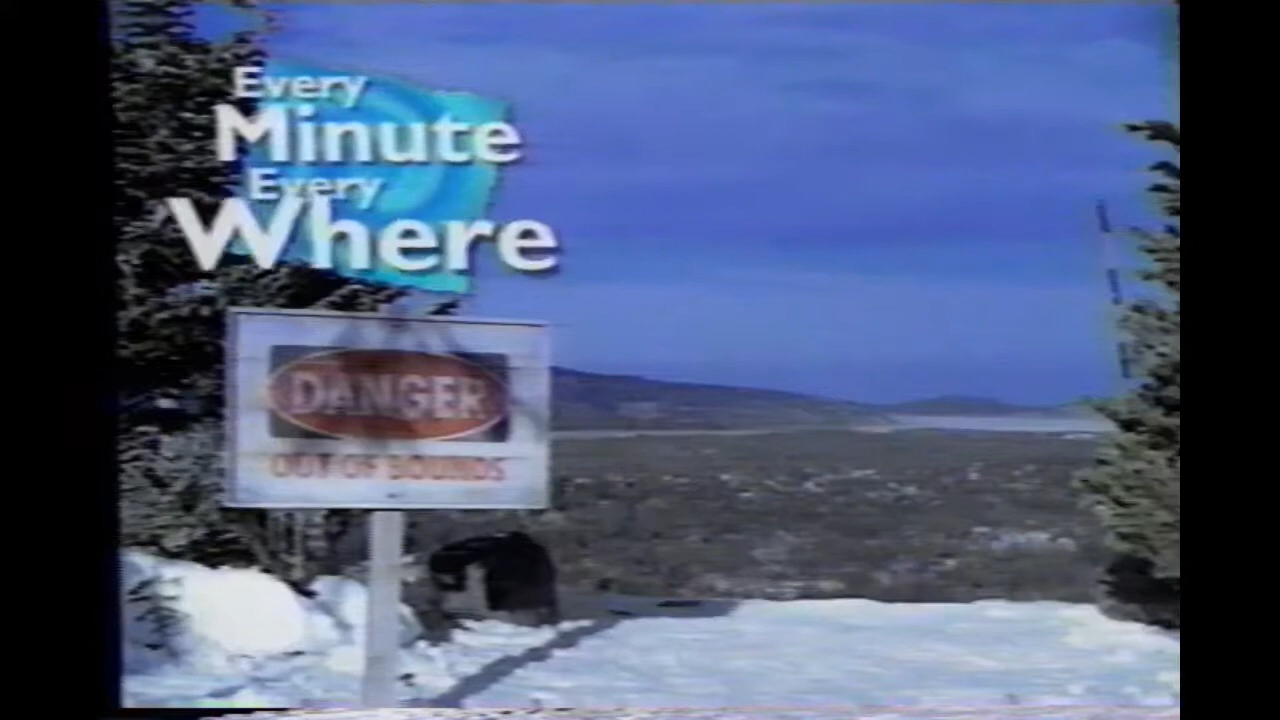 Every
Minute
Every
Where
DANGER
OUT OF BOUNDS